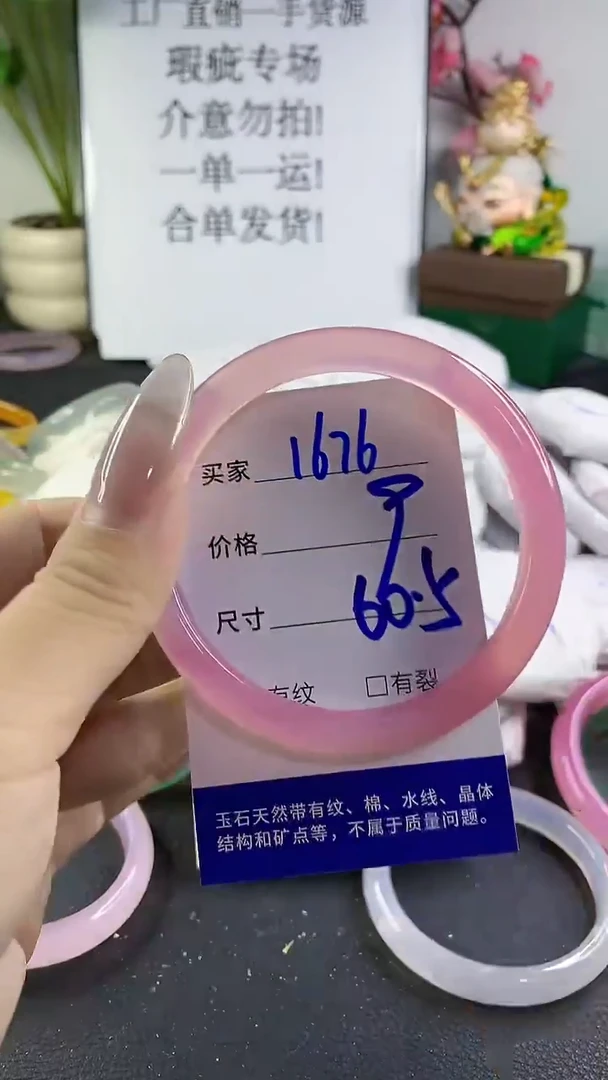 工厂直销一手货源
瑕疵专场
介意勿拍!
一单一运!
合单发货!
买家 1676
价格
尺寸 60.5
有纹 □有裂
玉石天然带有纹、棉、水线、晶体
结构和矿点等，不属于质量问题。